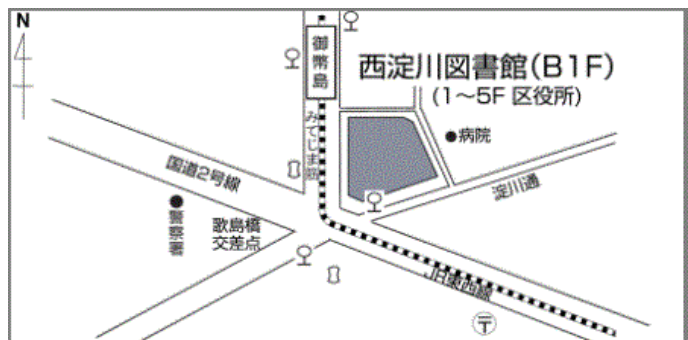 N
御幣島
西淀川図書館(B1F)
(1～5F 区役所)
みてじま筋
病院
国道2号線
淀川通
警察署
歌島橋
交差点
JR東西線
〒